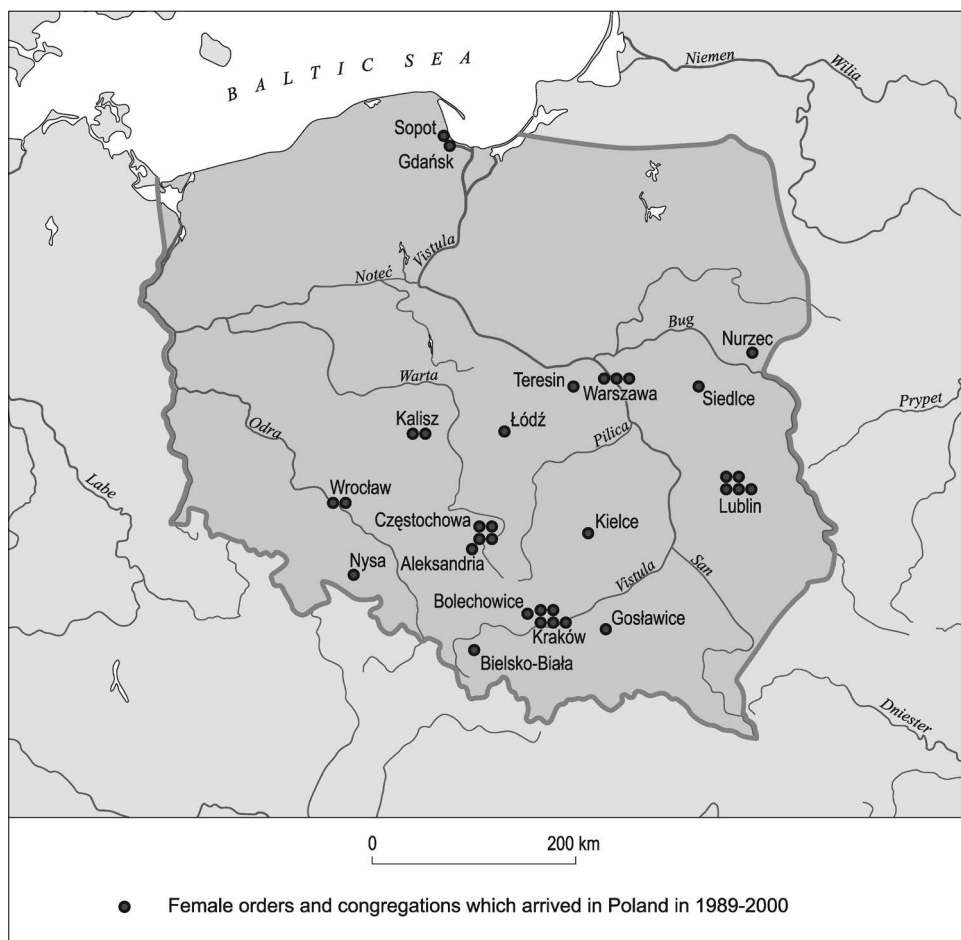 BALTIC SEA
Niemen
Wilia
Sopot
Gdańsk
Vistula
Noteć
Bug
Nurzec
Teresin
Warszawa
Siedlce
Warta
Prypet
Kalisz
Łódź
Pilica
Odra
Labe
Wrocław
Lublin
Częstochowa
Kielce
Aleksandria
Nysa
Vistula
San
Bolechowice
Kraków
Gosławice
Bielsko-Biała
Dniester
0 200 km
Female orders and congregations which arrived in Poland in 1989-2000